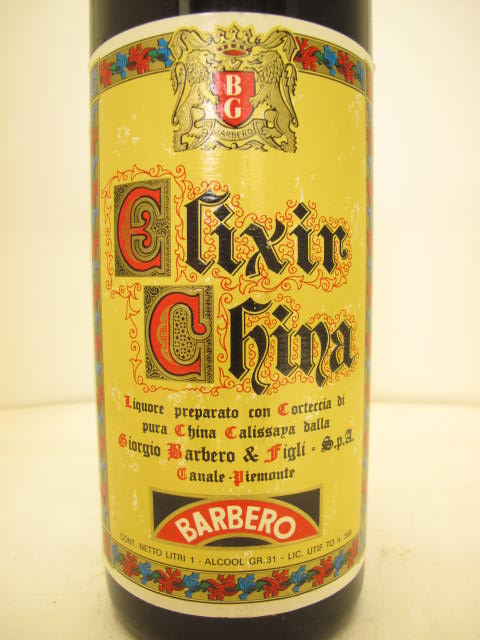 B
G
BARBERO
Elixir
China
Liquore preparato con Corteccia di
pura China Calissaya dalla
Giorgio Barbero & Figli - S.p.A.
Canale - Piemonte
BARBERO
CONT. NETTO LITRI 1 - ALCOOL GR. 31 - LIC. UTIF TO n.